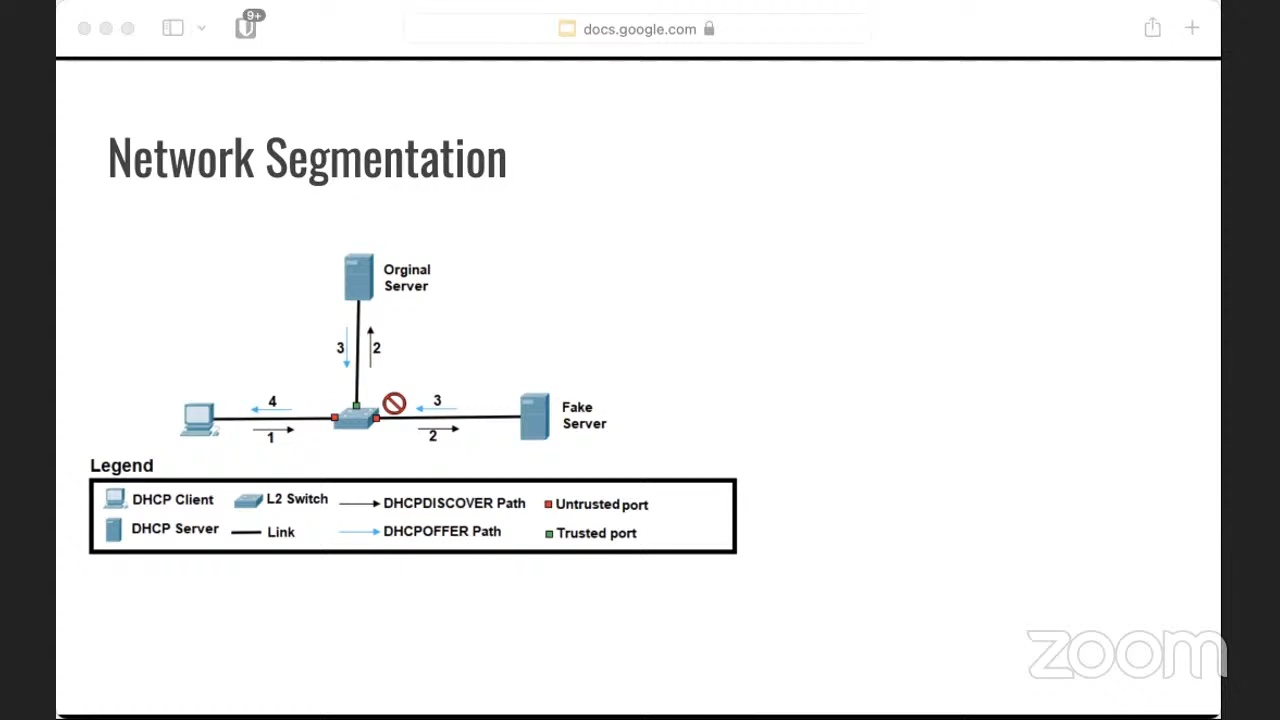 9+
docs.google.com
Network Segmentation
Orginal
Server
3
2
4
3
Fake
Server
1
2
Legend
DHCP Client
L2 Switch
DHCPDISCOVER Path
Untrusted port
DHCP Server
Link
DHCPOFFER Path
Trusted port
zoom